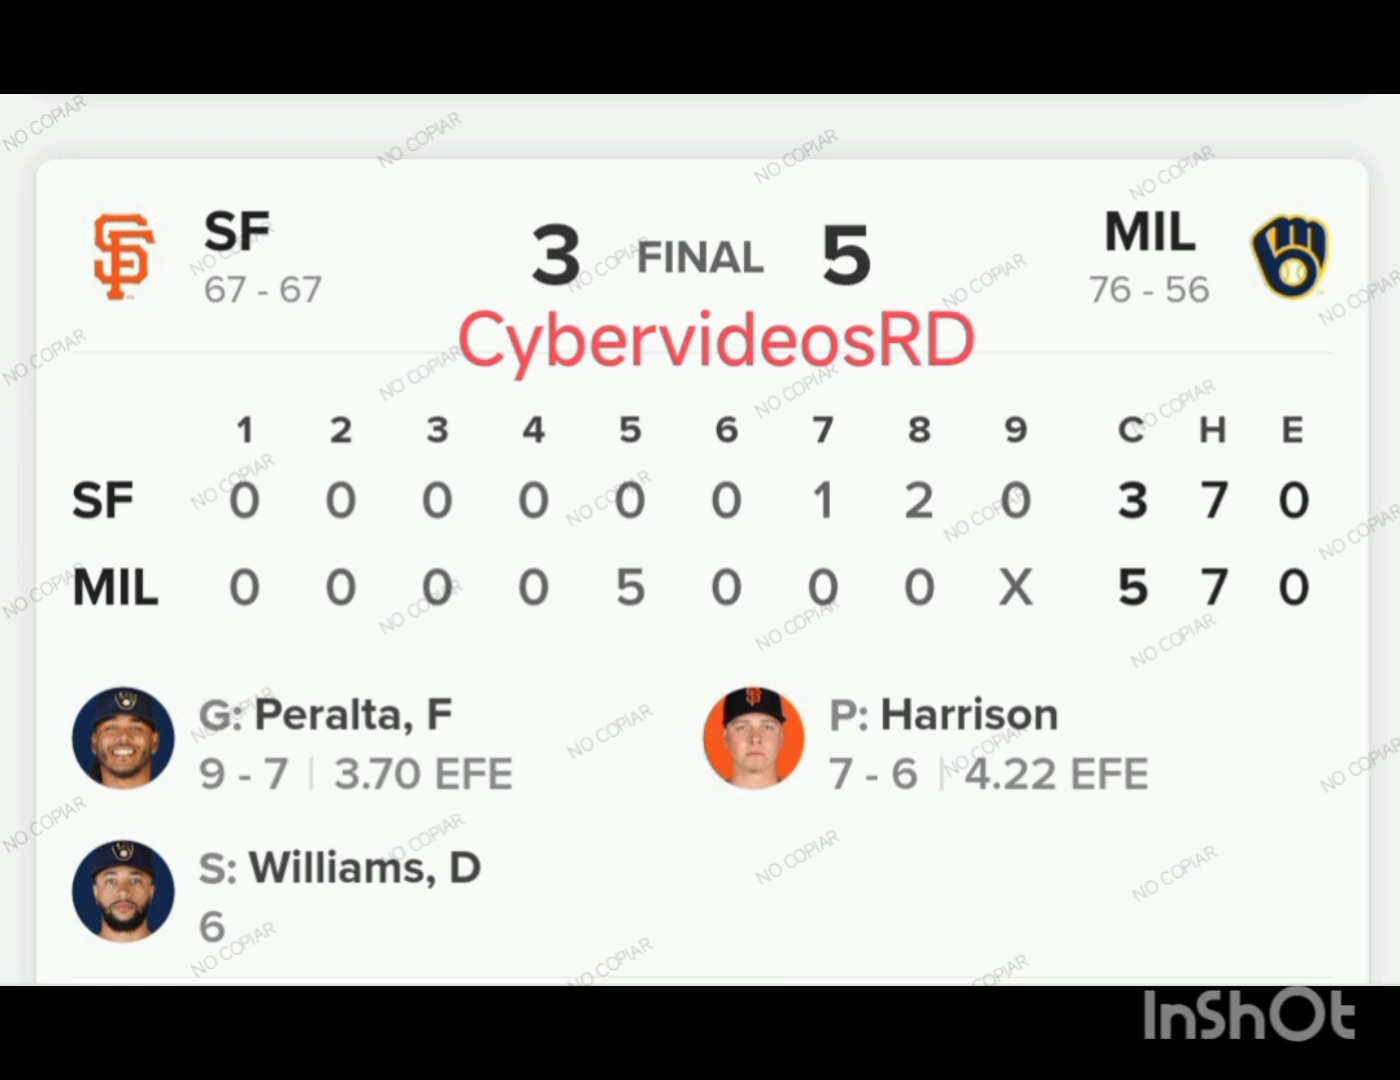 SF
67 - 67
3 FINAL 5
MIL
76 - 56
CybervideosRD
1 2 3 4 5 6 7 8 9 C H E
SF 0 0 0 0 0 0 1 2 0 3 7 0
MIL 0 0 0 0 5 0 0 0 X 5 7 0
G: Peralta, F
9 - 7 | 3.70 EFE
P: Harrison
7 - 6 | 4.22 EFE
S: Williams, D
6
NO COPIAR
InShOt